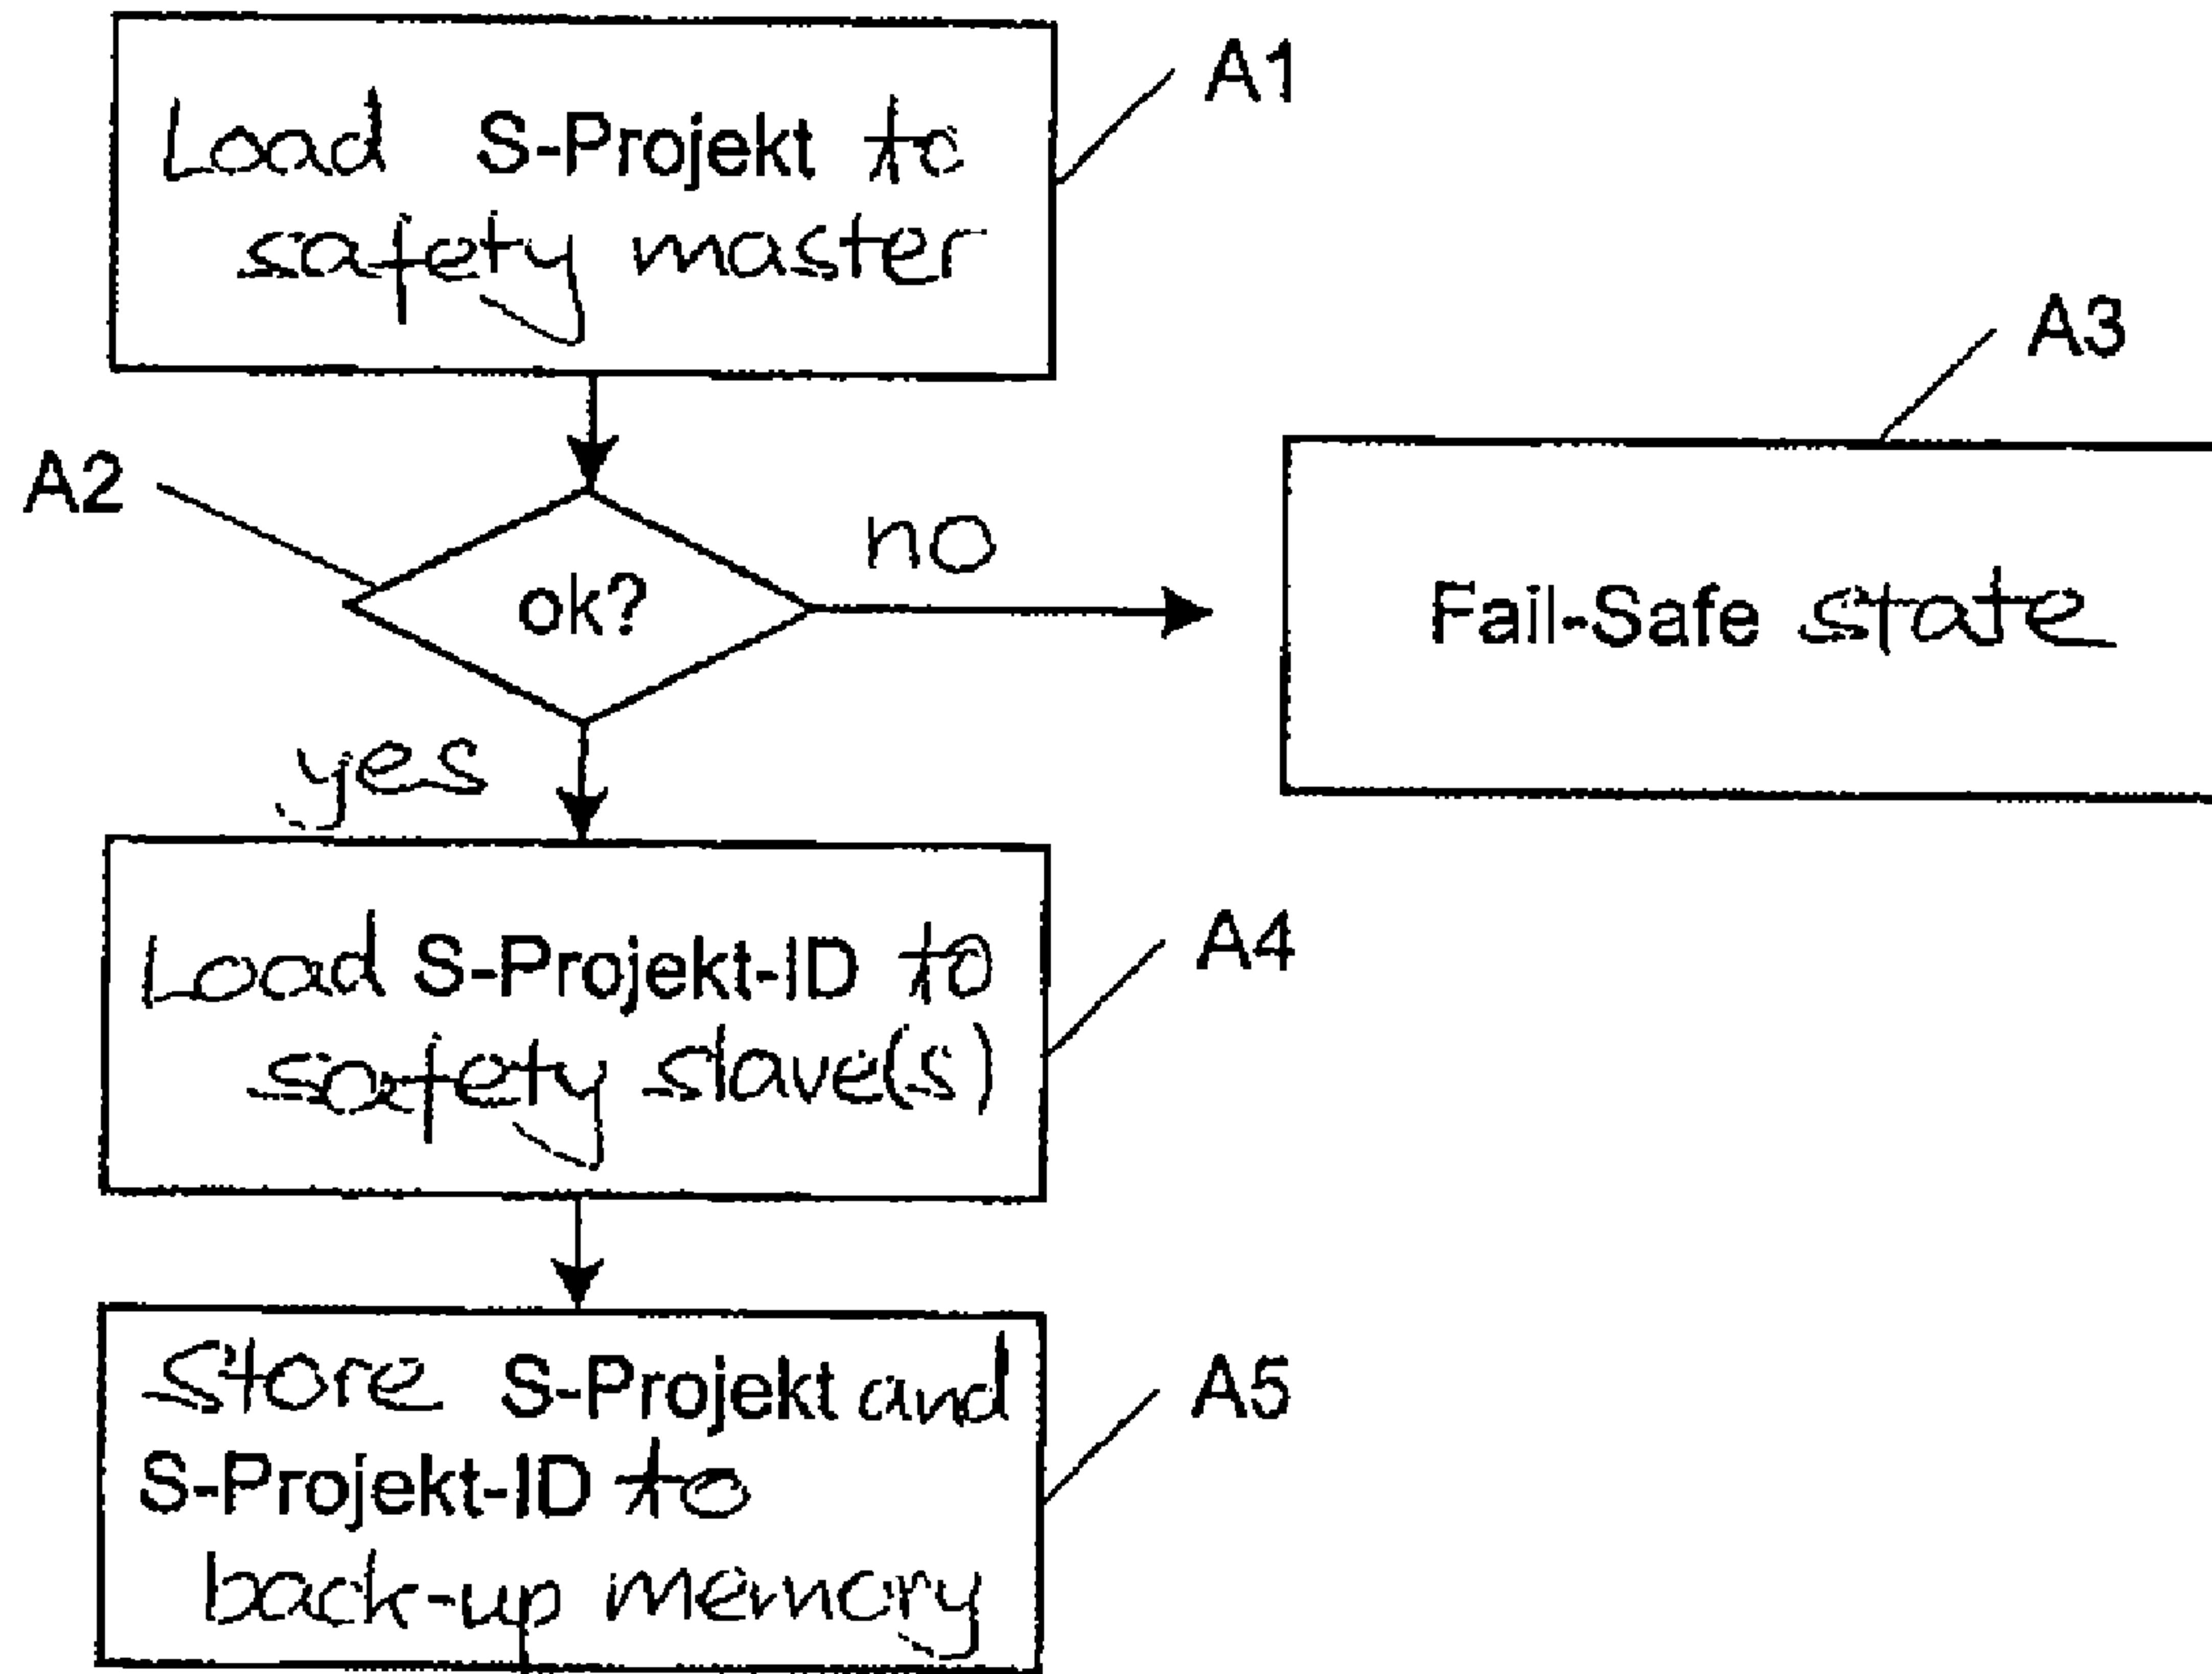 A1
Load S-Projekt to
safety master
A3
A2
ok?
no
Fail-Safe state
yes
A4
Load S-Projekt-ID to
safety slave(s)
A5
Store S-Projekt and
S-Projekt-ID to
back-up memory